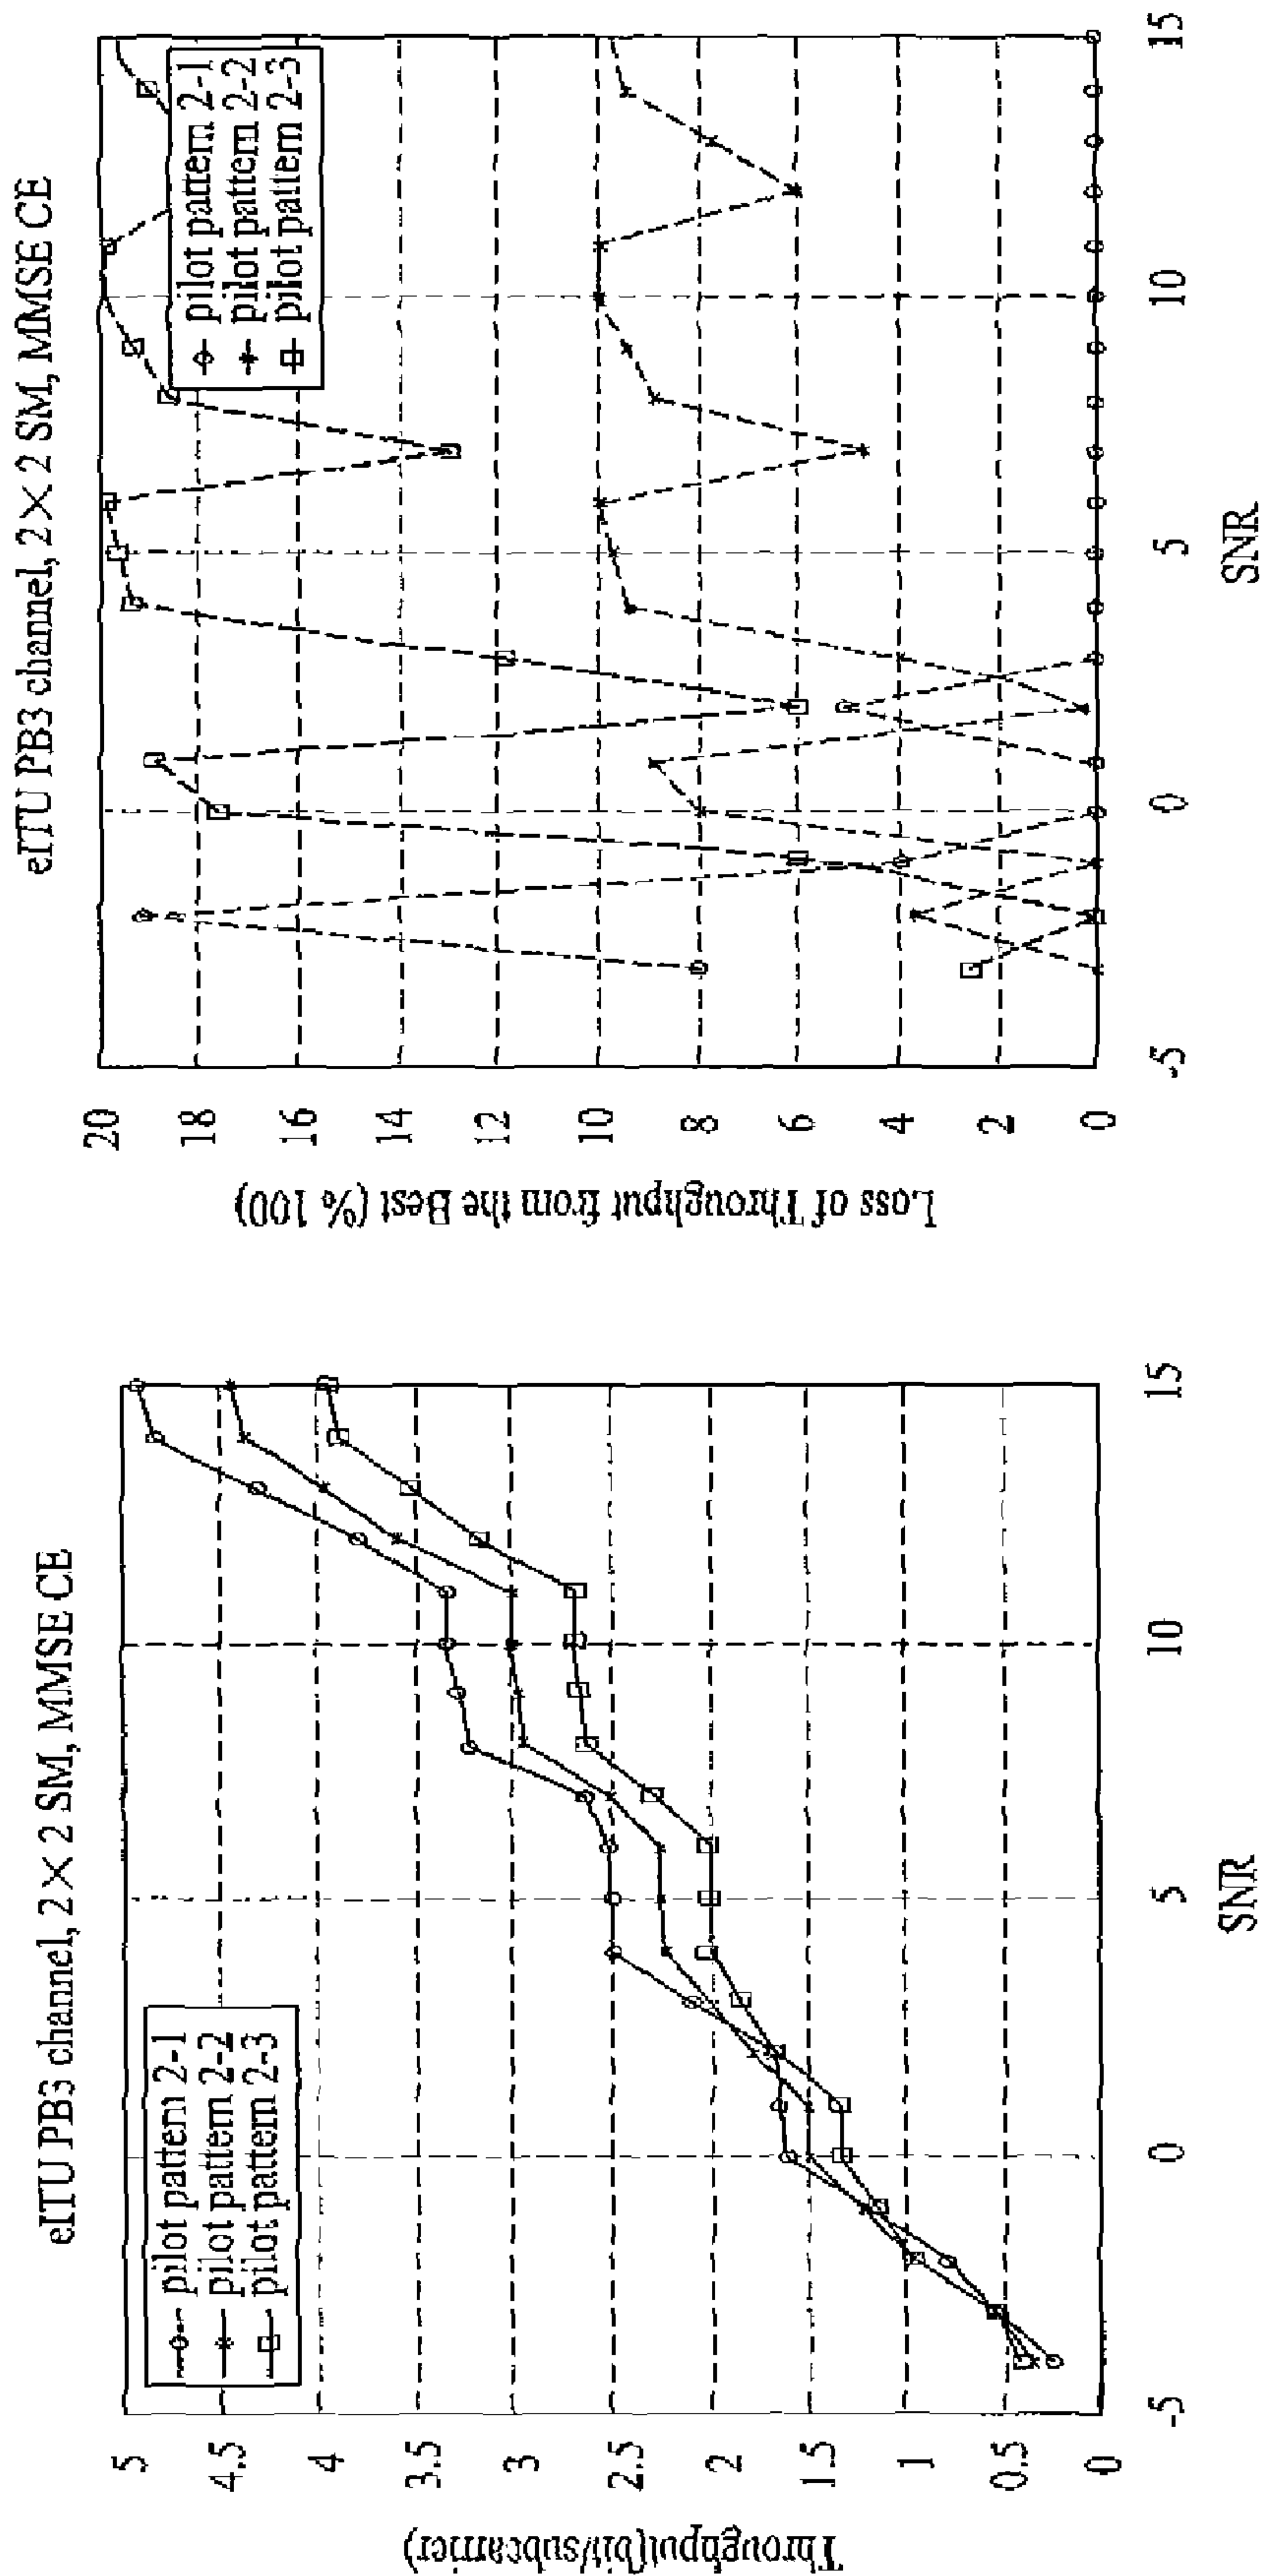 eITU PB3 channel, 2×2 SM, MMSE CE
Throughput(bit/subcarrier)
5
4.5
4
3.5
3
2.5
2
1.5
1
0.5
0
-5
0
5
10
15
SNR
pilot pattern 2-1
pilot pattern 2-2
pilot pattern 2-3
eITU PB3 channel, 2×2 SM, MMSE CE
Loss of Throughput from the Best (% 100)
20
18
16
14
12
10
8
6
4
2
0
-5
0
5
10
15
SNR
pilot pattern 2-1
pilot pattern 2-2
pilot pattern 2-3